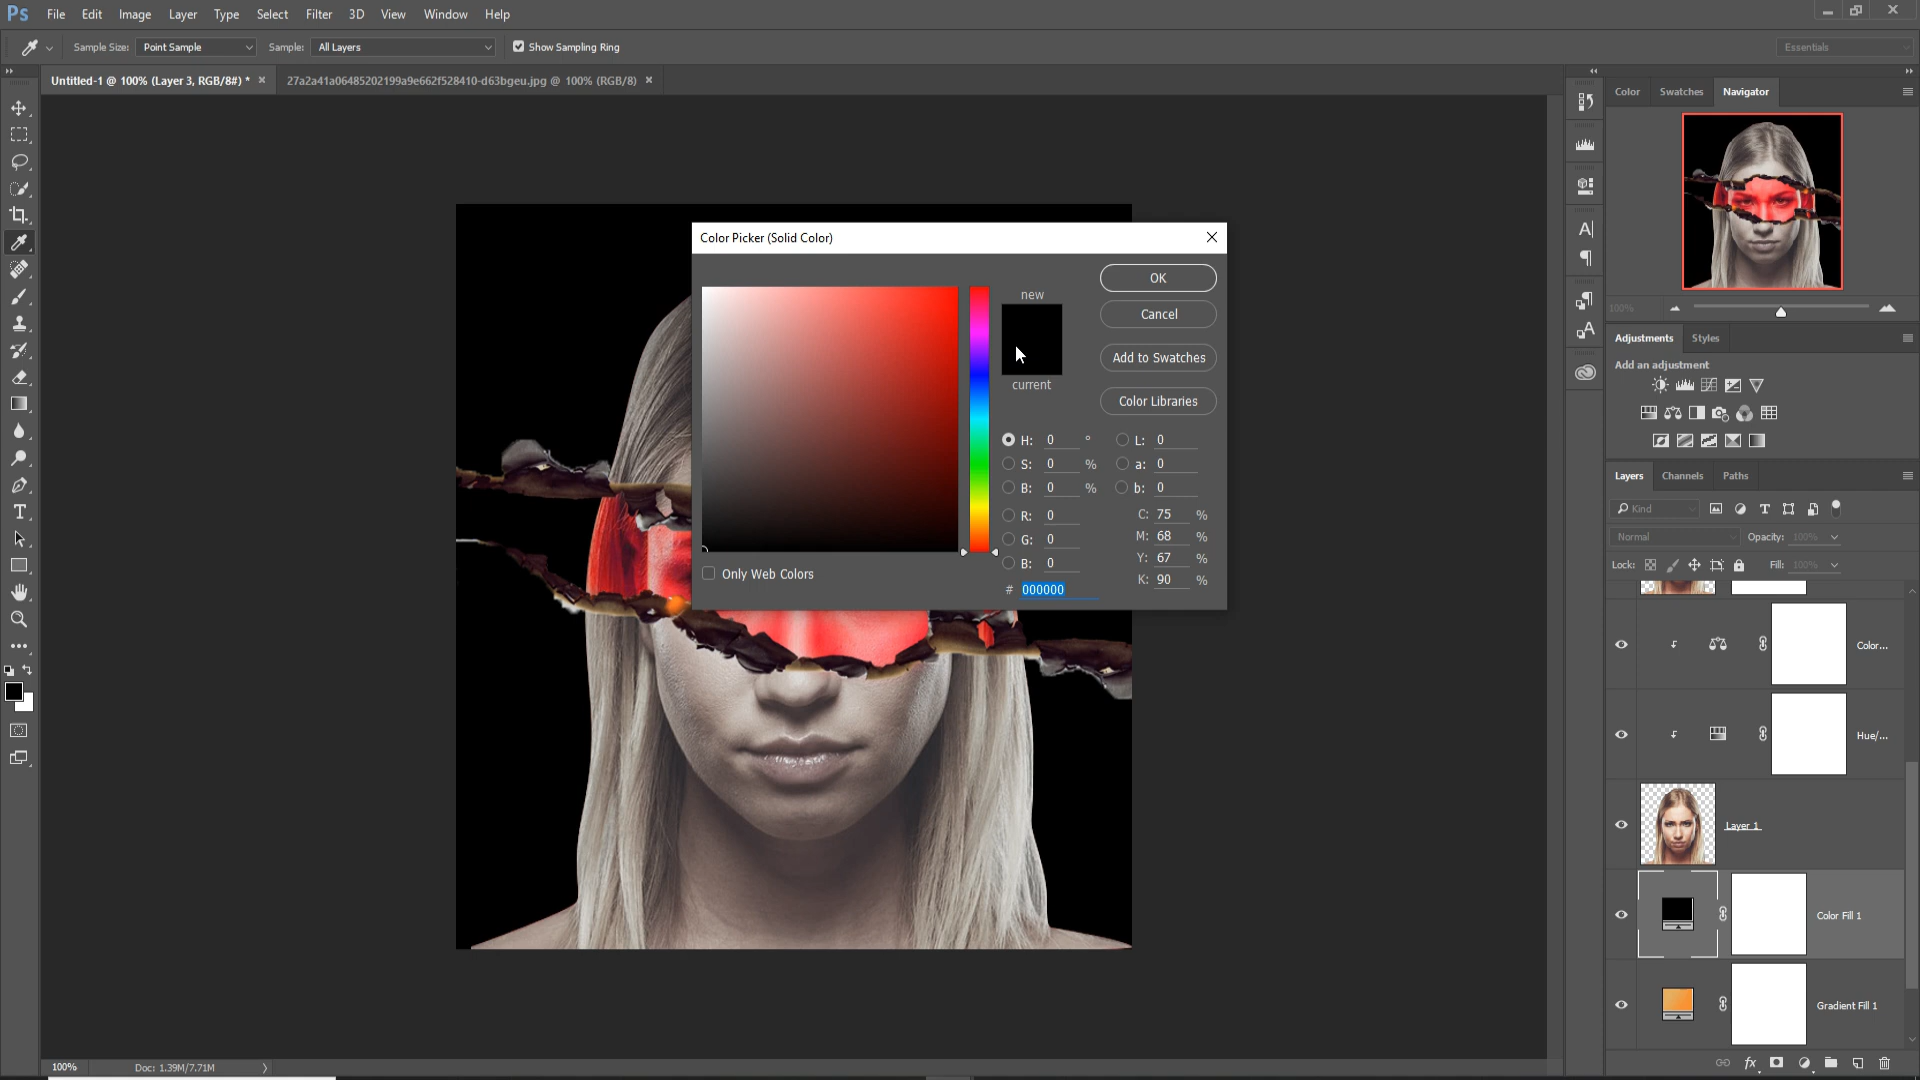 Ps File Edit Image Layer Type Select Filter 3D View Window Help
Sample Size: Point Sample Sample: All Layers Show Sampling Ring Essentials
Untitled-1 @ 100% (Layer 3, RGB/8#) * 27a2a41a06485202199a9e662f528410-d63bgeu.jpg @ 100% (RGB/8)
Color Swatches Navigator
100%
Adjustments Styles
Add an adjustment
Layers Channels Paths
Kind
Normal Opacity: 100%
Lock: Fill: 100%
Color...
Hue/...
Layer 1
Color Fill 1
Gradient Fill 1
Color Picker (Solid Color)
OK
new
Cancel
Add to Swatches
current
Color Libraries
H: 0 ° L: 0
S: 0 % a: 0
B: 0 % b: 0
R: 0 C: 75 %
G: 0 M: 68 %
B: 0 Y: 67 %
K: 90 %
# 000000
Only Web Colors
100% Doc: 1.39M/7.71M